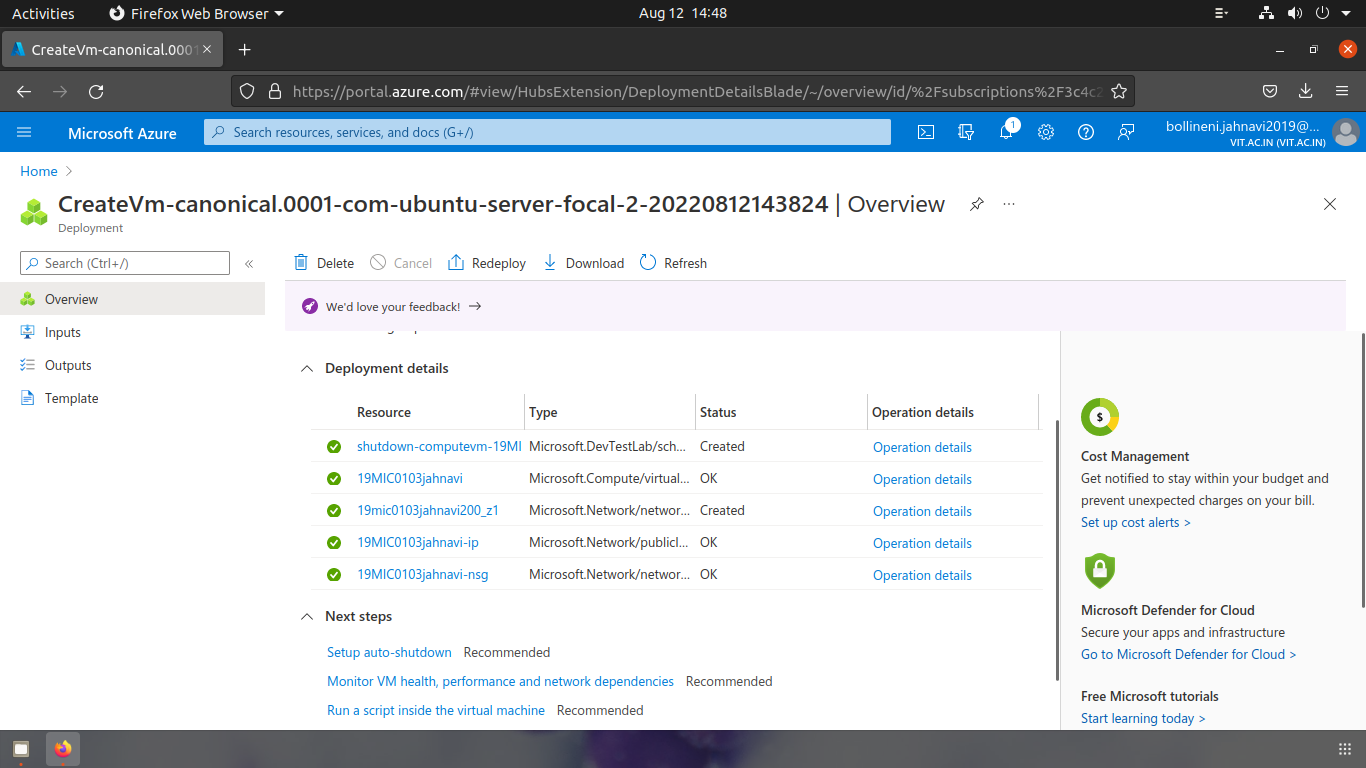 Activities Firefox Web Browser Aug 12 14:48
CreateVm-canonical.0001
https://portal.azure.com/#view/HubsExtension/DeploymentDetailsBlade/~/overview/id/%2Fsubscriptions%2F3c4c2
Microsoft Azure Search resources, services, and docs (G+/) 1 bollineni.jahnavi2019@...
VIT.AC.IN (VIT.AC.IN)
Home >
CreateVm-canonical.0001-com-ubuntu-server-focal-2-20220812143824 | Overview ...
Deployment
Search (Ctrl+/) «
Delete Cancel Redeploy Download Refresh
Overview
Inputs
Outputs
Template
We'd love your feedback! →
Deployment details
Resource Type Status Operation details
shutdown-computevm-19MI Microsoft.DevTestLab/sch... Created Operation details
19MIC0103jahnavi Microsoft.Compute/virtual... OK Operation details
19mic0103jahnavi200_z1 Microsoft.Network/networ... Created Operation details
19MIC0103jahnavi-ip Microsoft.Network/publicI... OK Operation details
19MIC0103jahnavi-nsg Microsoft.Network/networ... OK Operation details
Next steps
Setup auto-shutdown Recommended
Monitor VM health, performance and network dependencies Recommended
Run a script inside the virtual machine Recommended
$
Cost Management
Get notified to stay within your budget and
prevent unexpected charges on your bill.
Set up cost alerts >
Microsoft Defender for Cloud
Secure your apps and infrastructure
Go to Microsoft Defender for Cloud >
Free Microsoft tutorials
Start learning today >